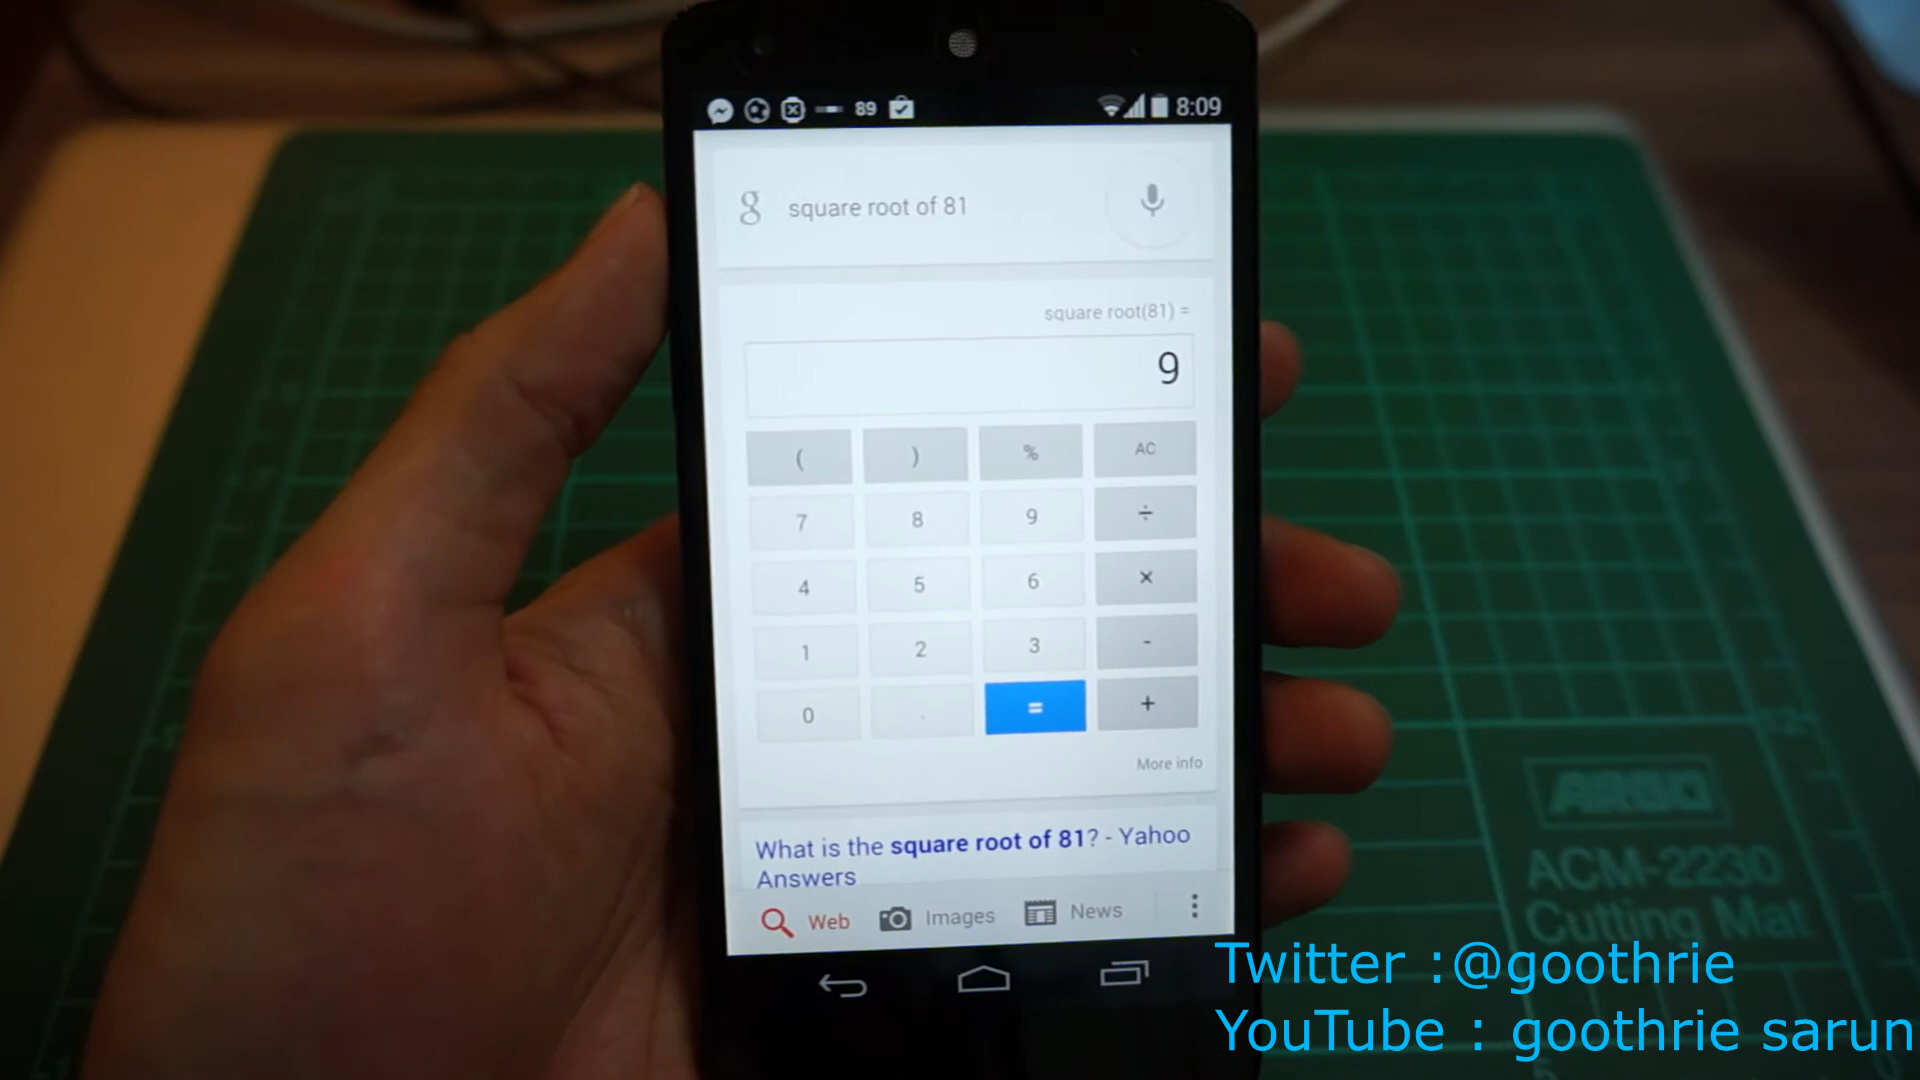 89 8:09
g square root of 81
square root(81) =
9
( ) % AC
7 8 9 ÷
4 5 6 ×
1 2 3 -
0 . = +
More info
What is the square root of 81? - Yahoo
Answers
Web Images News
ARGO
ACM-2230
Cutting Mat
Twitter :@goothrie
YouTube : goothrie sarun